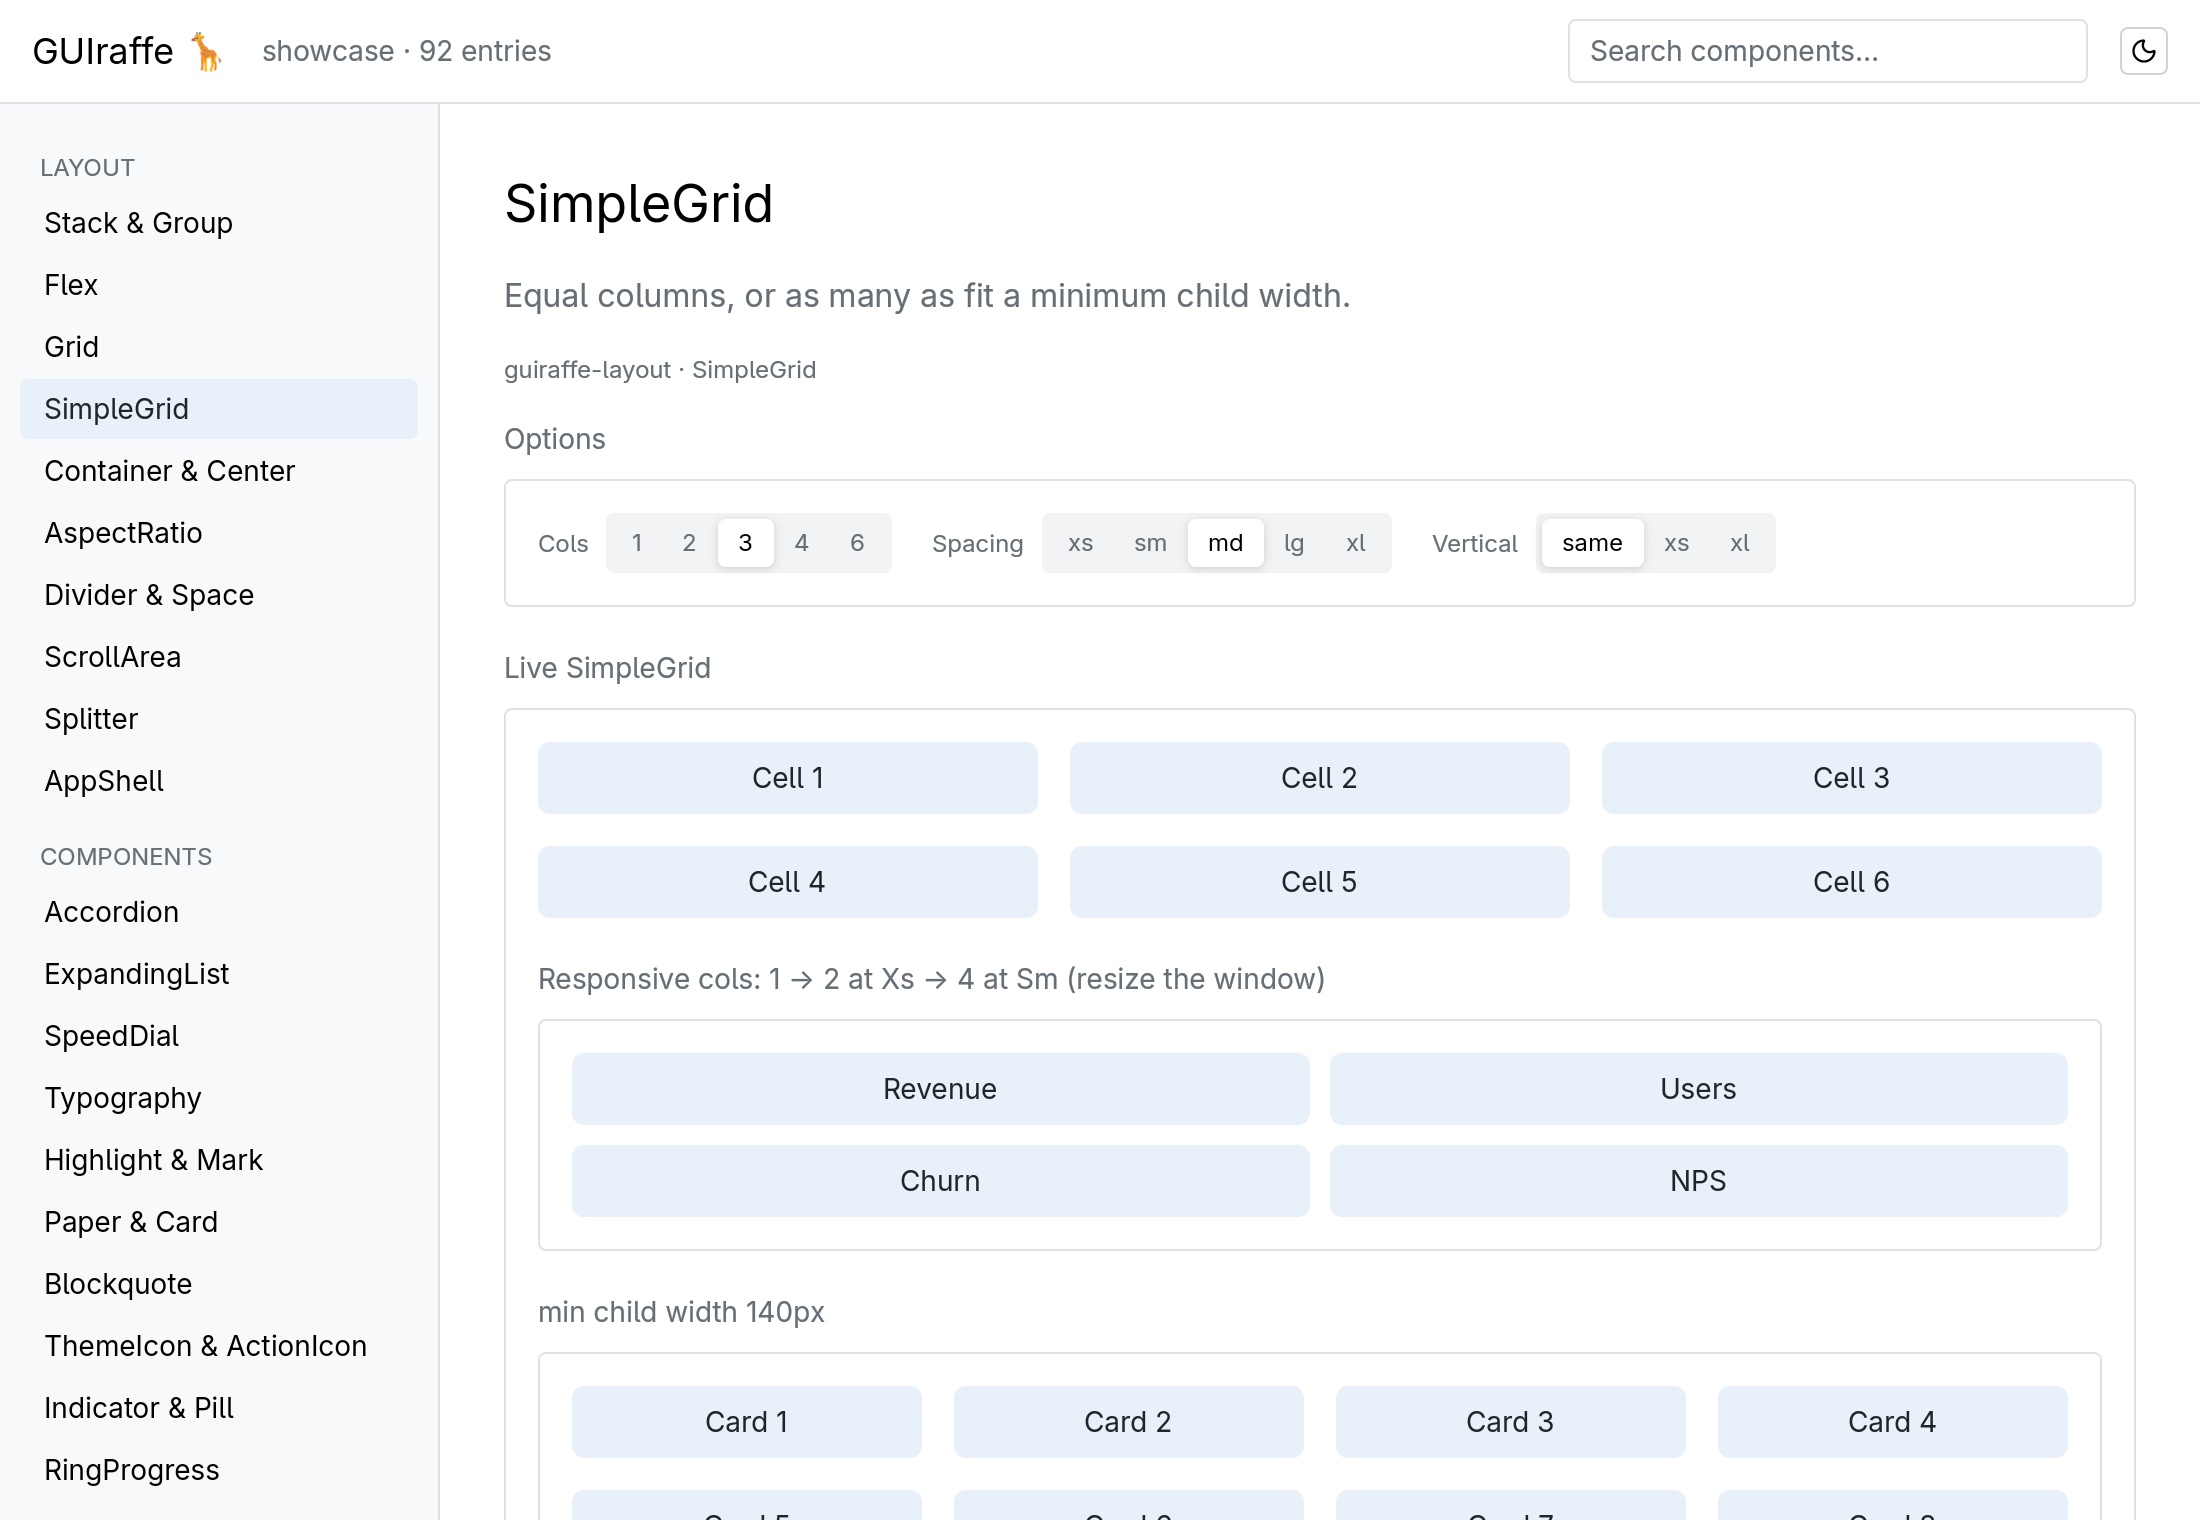 GUIraffe 🦒 showcase · 92 entries
Search components...
LAYOUT
Stack & Group
Flex
Grid
SimpleGrid
Container & Center
AspectRatio
Divider & Space
ScrollArea
Splitter
AppShell
COMPONENTS
Accordion
ExpandingList
SpeedDial
Typography
Highlight & Mark
Paper & Card
Blockquote
ThemeIcon & ActionIcon
Indicator & Pill
RingProgress
SimpleGrid
Equal columns, or as many as fit a minimum child width.
guiraffe-layout · SimpleGrid
Options
Cols 1 2 3 4 6 Spacing xs sm md lg xl Vertical same xs xl
Live SimpleGrid
Cell 1 Cell 2 Cell 3
Cell 4 Cell 5 Cell 6
Responsive cols: 1 → 2 at Xs → 4 at Sm (resize the window)
Revenue Users
Churn NPS
min child width 140px
Card 1 Card 2 Card 3 Card 4